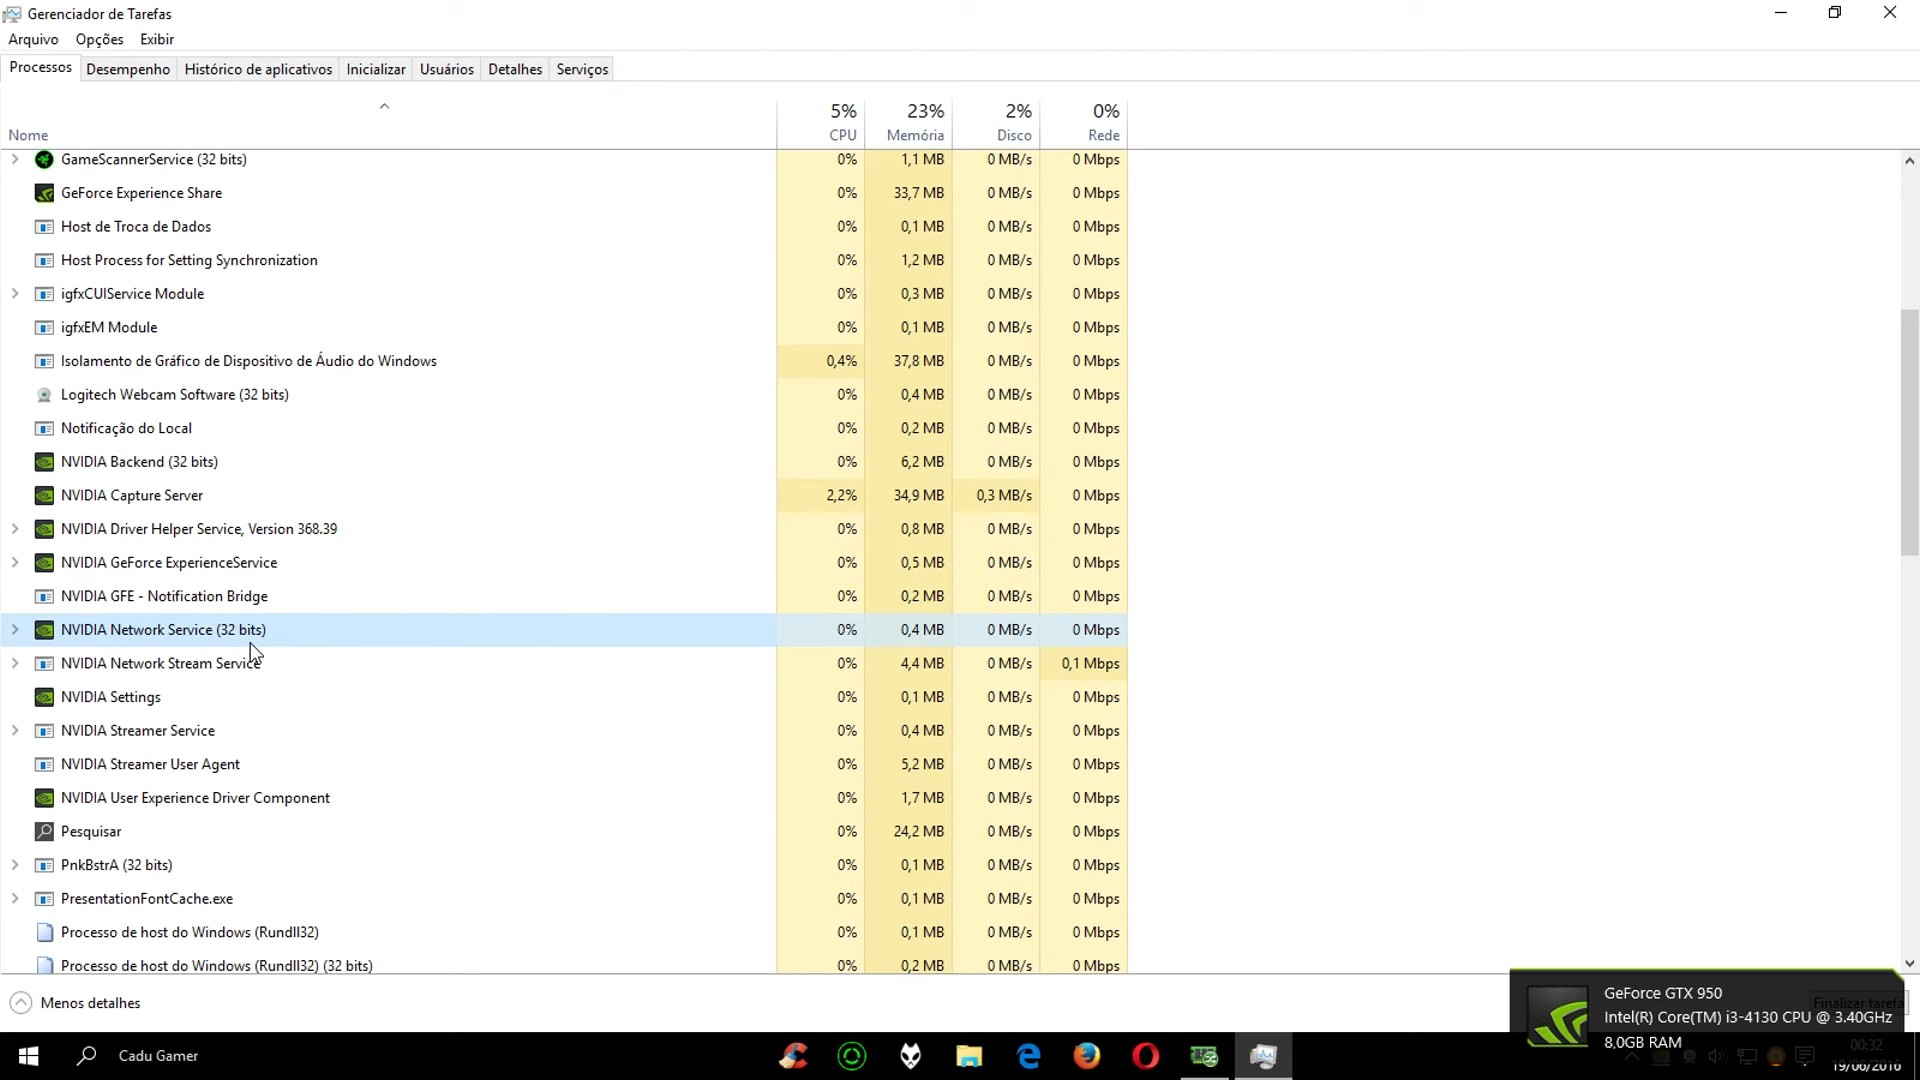 Gerenciador de Tarefas
Arquivo Opções Exibir
Processos Desempenho Histórico de aplicativos Inicializar Usuários Detalhes Serviços
5% 23% 2% 0%
Nome CPU Memória Disco Rede
GameScannerService (32 bits) 0% 1,1 MB 0 MB/s 0 Mbps
GeForce Experience Share 0% 33,7 MB 0 MB/s 0 Mbps
Host de Troca de Dados 0% 0,1 MB 0 MB/s 0 Mbps
Host Process for Setting Synchronization 0% 1,2 MB 0 MB/s 0 Mbps
igfxCUIService Module 0% 0,3 MB 0 MB/s 0 Mbps
igfxEM Module 0% 0,1 MB 0 MB/s 0 Mbps
Isolamento de Gráfico de Dispositivo de Áudio do Windows 0,4% 37,8 MB 0 MB/s 0 Mbps
Logitech Webcam Software (32 bits) 0% 0,4 MB 0 MB/s 0 Mbps
Notificação do Local 0% 0,2 MB 0 MB/s 0 Mbps
NVIDIA Backend (32 bits) 0% 6,2 MB 0 MB/s 0 Mbps
NVIDIA Capture Server 2,2% 34,9 MB 0,3 MB/s 0 Mbps
NVIDIA Driver Helper Service, Version 368.39 0% 0,8 MB 0 MB/s 0 Mbps
NVIDIA GeForce ExperienceService 0% 0,5 MB 0 MB/s 0 Mbps
NVIDIA GFE - Notification Bridge 0% 0,2 MB 0 MB/s 0 Mbps
NVIDIA Network Service (32 bits) 0% 0,4 MB 0 MB/s 0 Mbps
NVIDIA Network Stream Service 0% 4,4 MB 0 MB/s 0,1 Mbps
NVIDIA Settings 0% 0,1 MB 0 MB/s 0 Mbps
NVIDIA Streamer Service 0% 0,4 MB 0 MB/s 0 Mbps
NVIDIA Streamer User Agent 0% 5,2 MB 0 MB/s 0 Mbps
NVIDIA User Experience Driver Component 0% 1,7 MB 0 MB/s 0 Mbps
Pesquisar 0% 24,2 MB 0 MB/s 0 Mbps
PnkBstrA (32 bits) 0% 0,1 MB 0 MB/s 0 Mbps
PresentationFontCache.exe 0% 0,1 MB 0 MB/s 0 Mbps
Processo de host do Windows (Rundll32) 0% 0,1 MB 0 MB/s 0 Mbps
Processo de host do Windows (Rundll32) (32 bits) 0% 0,2 MB 0 MB/s 0 Mbps
Menos detalhes Finalizar tarefa
GeForce GTX 950
Intel(R) Core(TM) i3-4130 CPU @ 3.40GHz
8,0GB RAM
Cadu Gamer 00:32
19/06/2016